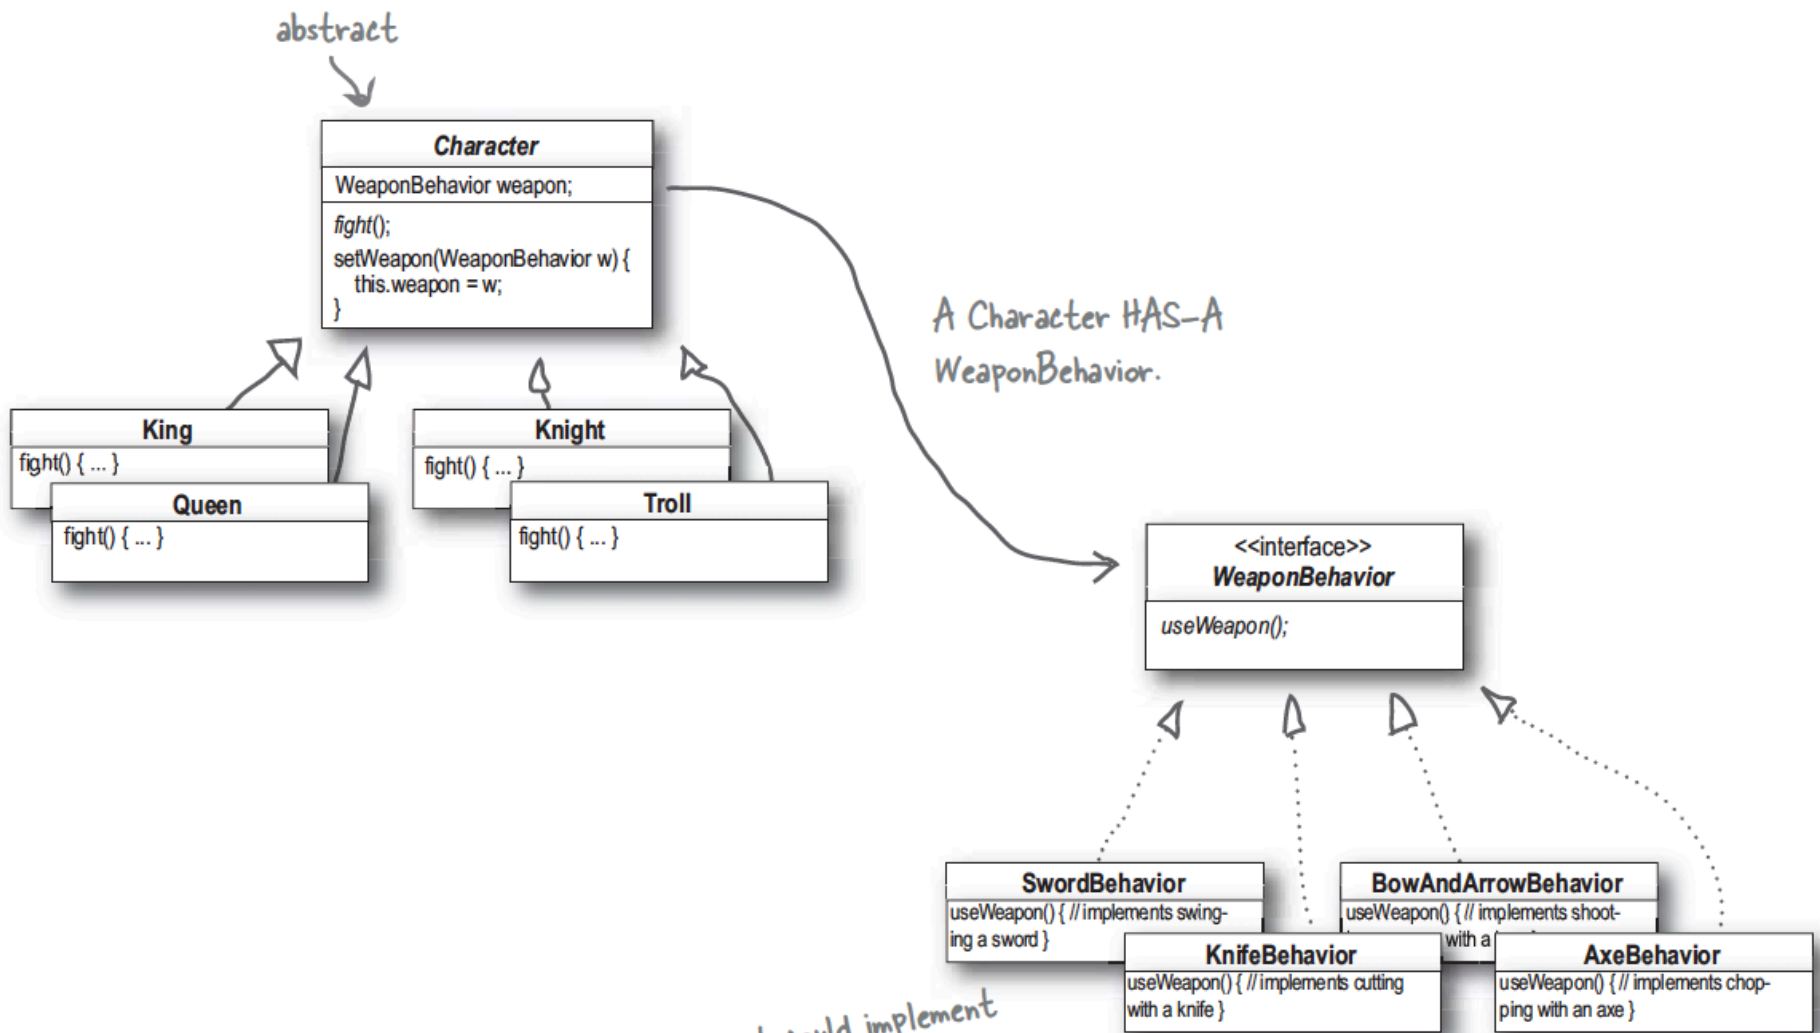 abstract
Character
WeaponBehavior weapon;
fight();
setWeapon(WeaponBehavior w) {
this.weapon = w;
}
A Character HAS-A
WeaponBehavior.
King
fight() { ... }
Queen
fight() { ... }
Knight
fight() { ... }
Troll
fight() { ... }
<<interface>>
WeaponBehavior
useWeapon();
SwordBehavior
useWeapon() { // implements swing-
ing a sword }
BowAndArrowBehavior
useWeapon() { // implements shoot-
with a
KnifeBehavior
useWeapon() { // implements cutting
with a knife }
AxeBehavior
useWeapon() { // implements chop-
ping with an axe }
implement